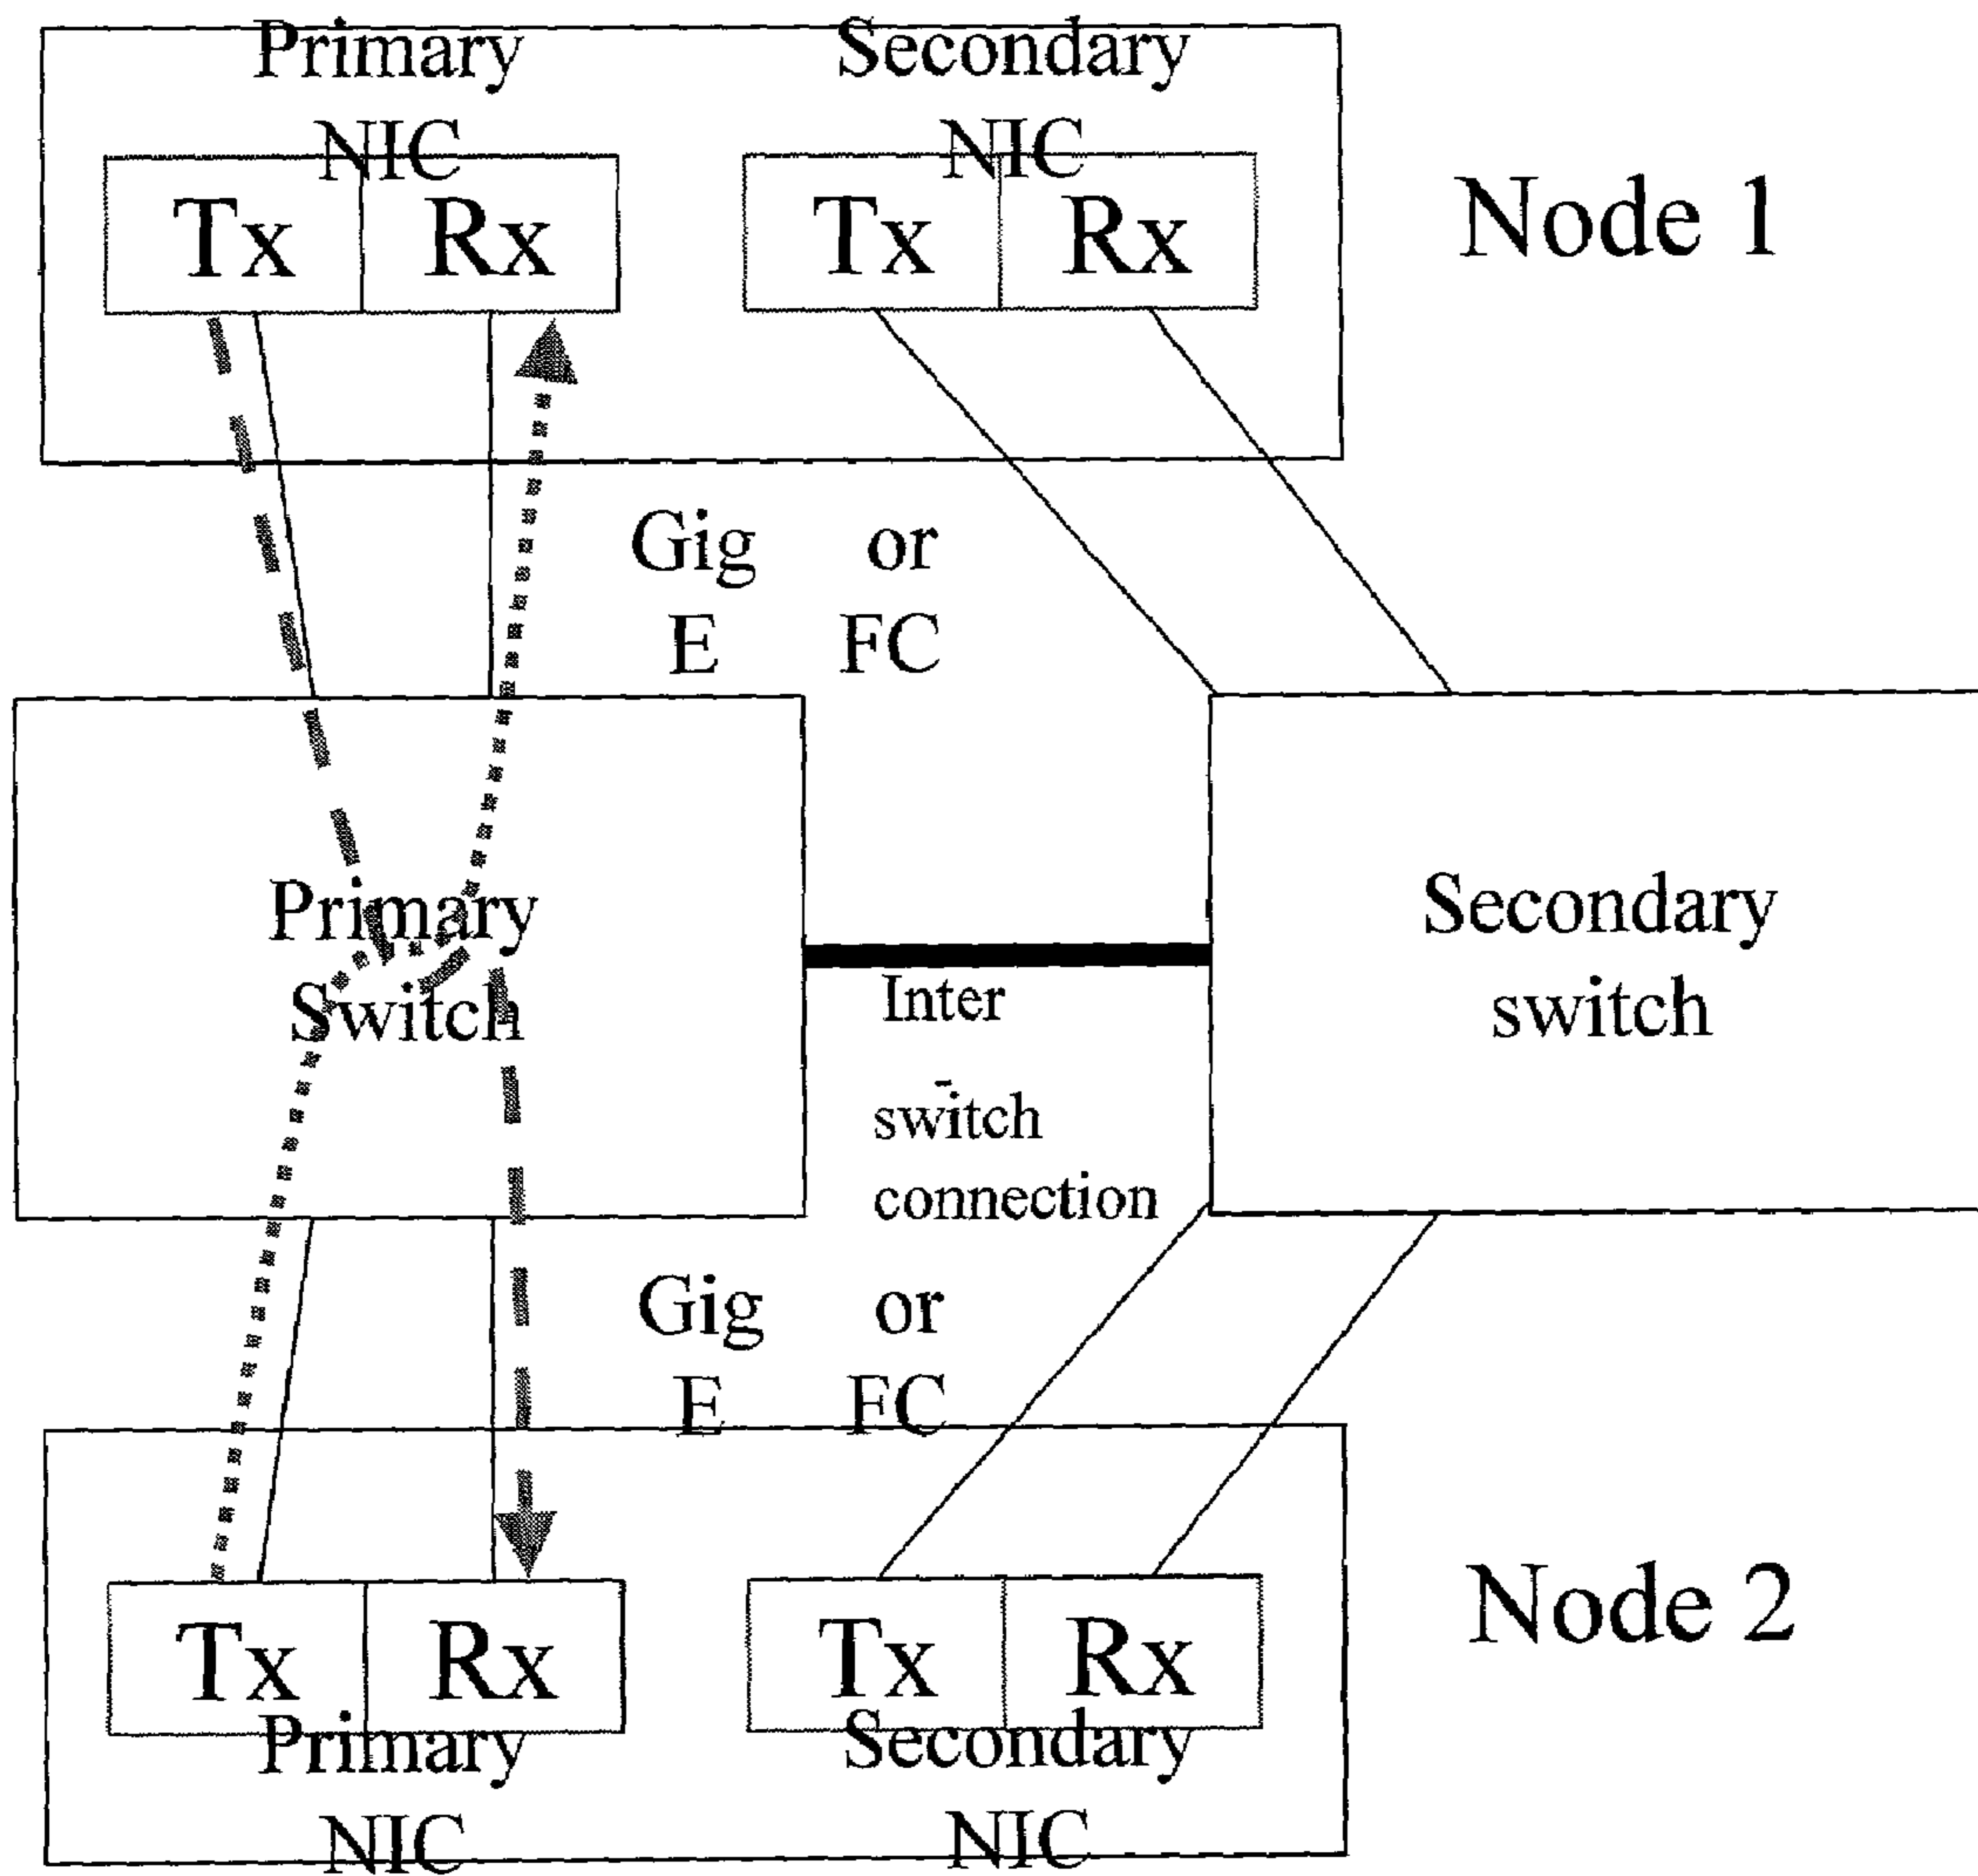 Primary Secondary
NIC NIC
Tx Rx Tx Rx Node 1
Gig or
E FC
Primary Secondary
Switch switch
Inter
-
switch
connection
Gig or
E FC
Tx Rx Tx Rx Node 2
Primary Secondary
NIC NIC